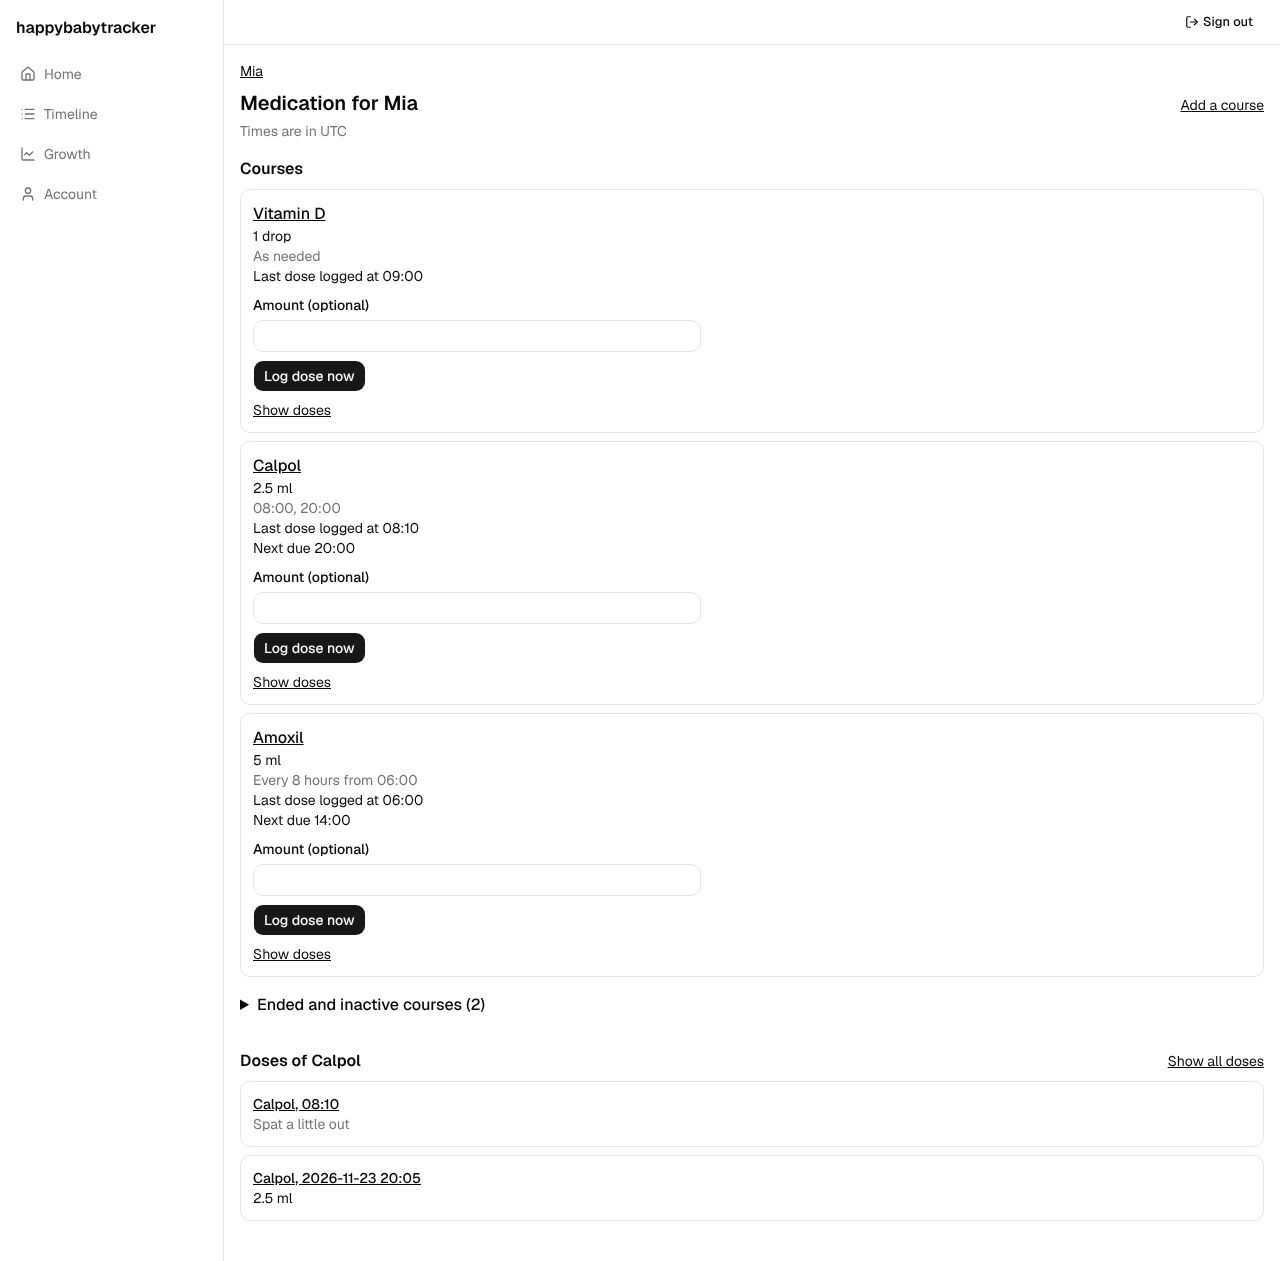 happybabytracker
Sign out
Home
Timeline
Growth
Account
Mia
Medication for Mia
Add a course
Times are in UTC
Courses
Vitamin D
1 drop
As needed
Last dose logged at 09:00
Amount (optional)
Log dose now
Show doses
Calpol
2.5 ml
08:00, 20:00
Last dose logged at 08:10
Next due 20:00
Amount (optional)
Log dose now
Show doses
Amoxil
5 ml
Every 8 hours from 06:00
Last dose logged at 06:00
Next due 14:00
Amount (optional)
Log dose now
Show doses
Ended and inactive courses (2)
Doses of Calpol
Show all doses
Calpol, 08:10
Spat a little out
Calpol, 2026-11-23 20:05
2.5 ml